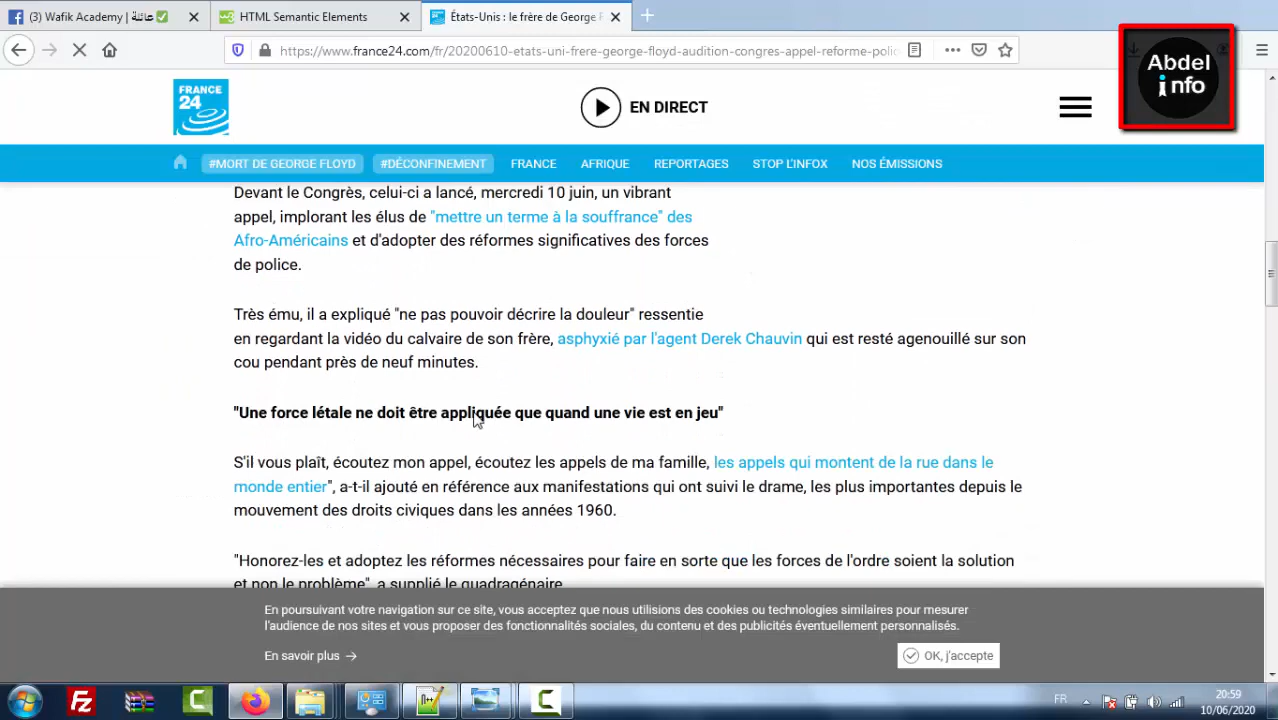 (3) Wafik Academy | عائلة
HTML Semantic Elements
États-Unis : le frère de George F
https://www.france24.com/fr/20200610-etats-uni-frere-george-floyd-audition-congres-appel-reforme-polic
Abdel
info
FRANCE
24
EN DIRECT
#MORT DE GEORGE FLOYD
#DÉCONFINEMENT
FRANCE
AFRIQUE
REPORTAGES
STOP L'INFOX
NOS ÉMISSIONS
Devant le Congrès, celui-ci a lancé, mercredi 10 juin, un vibrant
appel, implorant les élus de "mettre un terme à la souffrance" des
Afro-Américains et d'adopter des réformes significatives des forces
de police.
Très ému, il a expliqué "ne pas pouvoir décrire la douleur" ressentie
en regardant la vidéo du calvaire de son frère, asphyxié par l'agent Derek Chauvin qui est resté agenouillé sur son
cou pendant près de neuf minutes.
"Une force létale ne doit être appliquée que quand une vie est en jeu"
S'il vous plaît, écoutez mon appel, écoutez les appels de ma famille, les appels qui montent de la rue dans le
monde entier", a-t-il ajouté en référence aux manifestations qui ont suivi le drame, les plus importantes depuis le
mouvement des droits civiques dans les années 1960.
"Honorez-les et adoptez les réformes nécessaires pour faire en sorte que les forces de l'ordre soient la solution
et non le problème", a supplié le quadragénaire
En poursuivant votre navigation sur ce site, vous acceptez que nous utilisions des cookies ou technologies similaires pour mesurer
l'audience de nos sites et vous proposer des fonctionnalités sociales, du contenu et des publicités éventuellement personnalisés.
En savoir plus →
OK, j'accepte
FR
20:59
10/06/2020